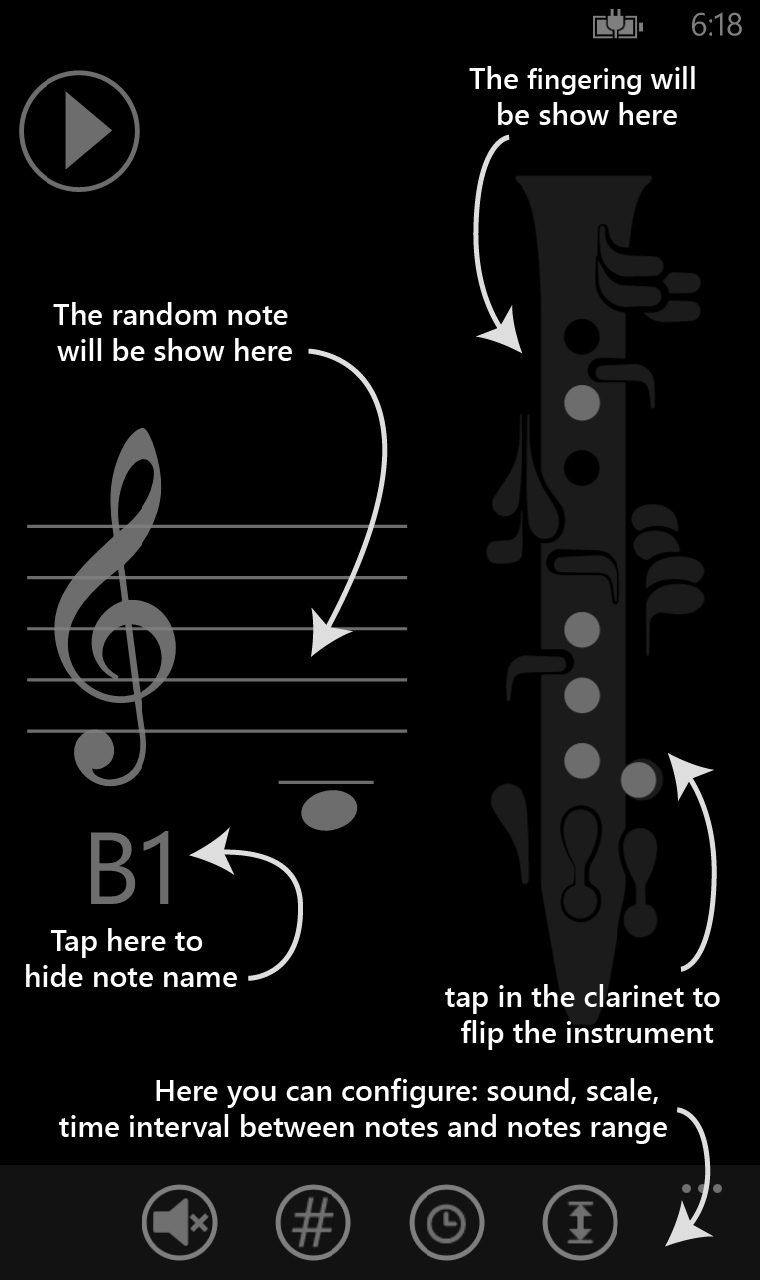 6:18
The fingering will
be show here
The random note
will be show here
B1
Tap here to
hide note name
tap in the clarinet to
flip the instrument
Here you can configure: sound, scale,
time interval between notes and notes range
#